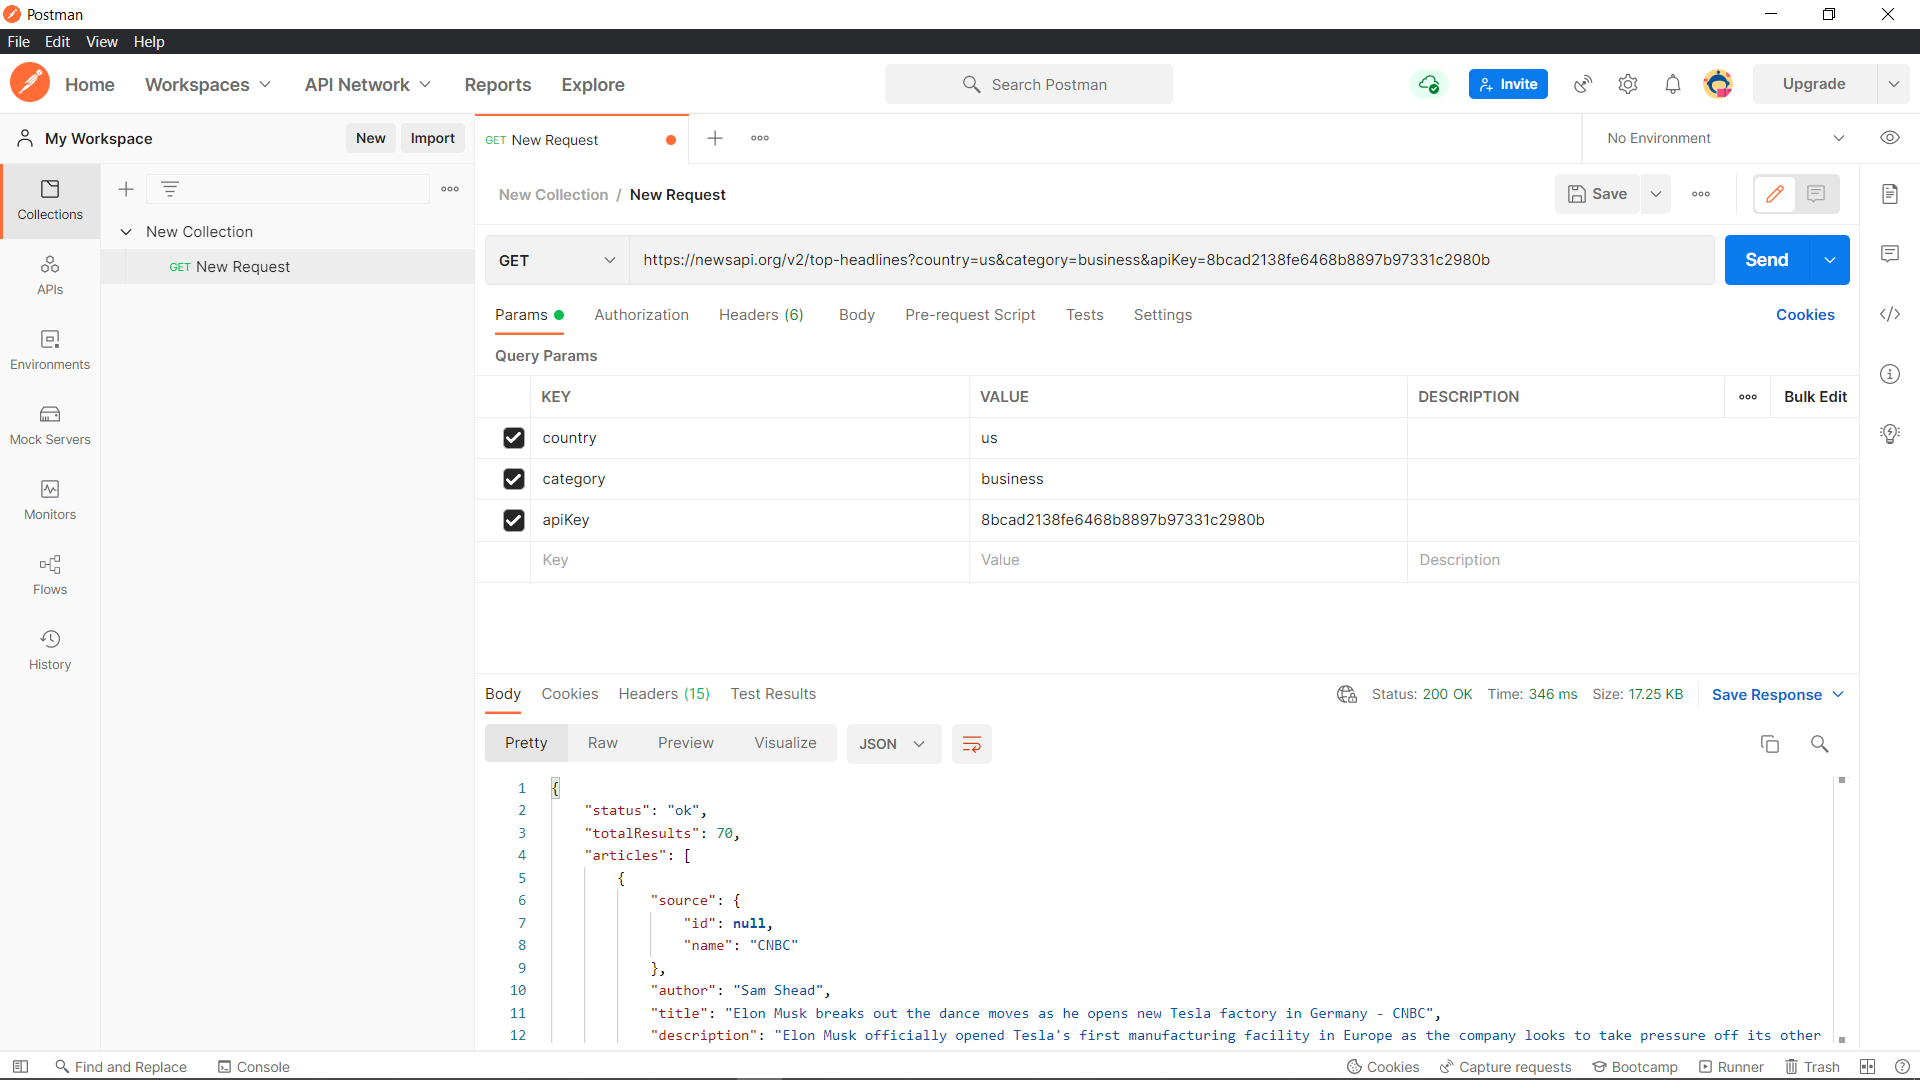 Postman
File Edit View Help
Home Workspaces API Network Reports Explore Search Postman Invite Upgrade
My Workspace New Import GET New Request No Environment
New Collection / New Request Save
Collections
APIs
Environments
Mock Servers
Monitors
Flows
History
New Collection
GET New Request
GET https://newsapi.org/v2/top-headlines?country=us&category=business&apiKey=8bcad2138fe6468b8897b97331c2980b Send
Params Authorization Headers (6) Body Pre-request Script Tests Settings Cookies
Query Params
KEY VALUE DESCRIPTION Bulk Edit
country us
category business
apiKey 8bcad2138fe6468b8897b97331c2980b
Key Value Description
Body Cookies Headers (15) Test Results Status: 200 OK Time: 346 ms Size: 17.25 KB Save Response
Pretty Raw Preview Visualize JSON
1 {
2 "status": "ok",
3 "totalResults": 70,
4 "articles": [
5 {
6 "source": {
7 "id": null,
8 "name": "CNBC"
9 },
10 "author": "Sam Shead",
11 "title": "Elon Musk breaks out the dance moves as he opens new Tesla factory in Germany - CNBC",
12 "description": "Elon Musk officially opened Tesla's first manufacturing facility in Europe as the company looks to take pressure off its other
Find and Replace Console Cookies Capture requests Bootcamp Runner Trash